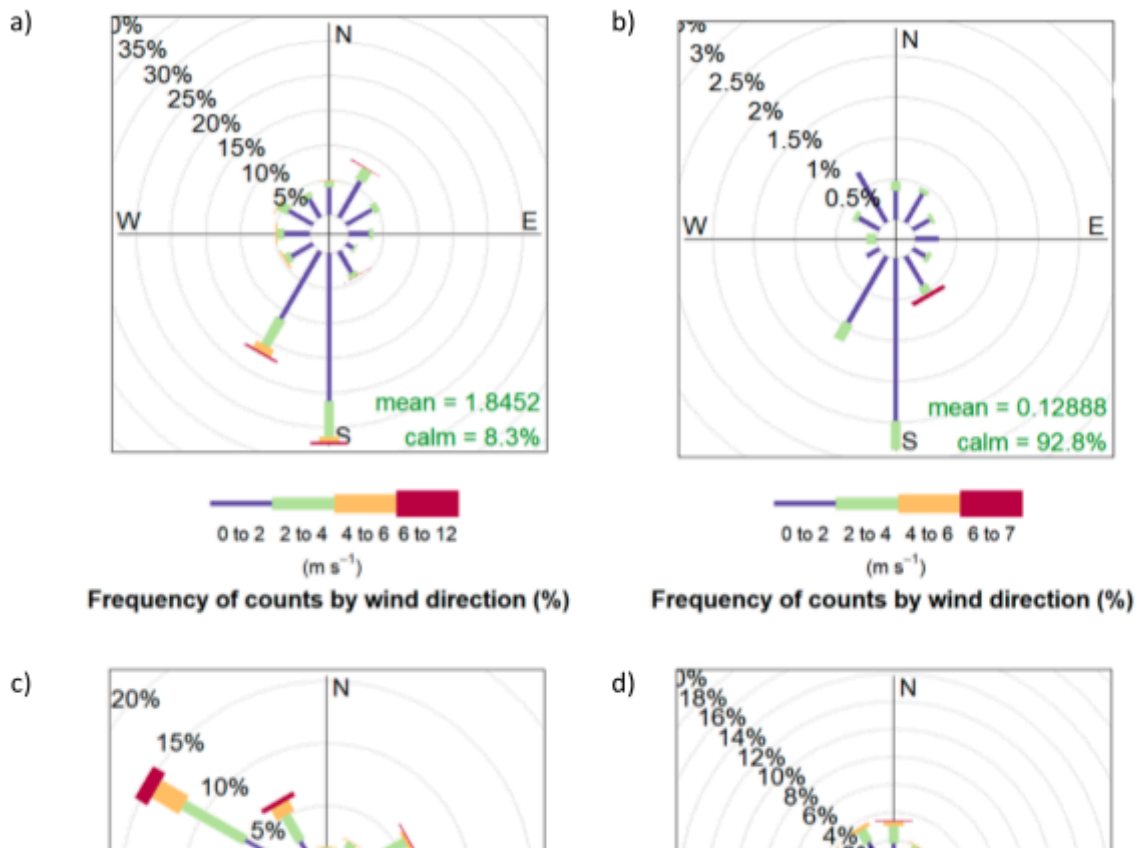 a)
35%
30%
25%
20%
15%
10%
5%
N
W
E
S
mean = 1.8452
calm = 8.3%
0 to 2 2 to 4 4 to 6 6 to 12
(m s⁻¹)
Frequency of counts by wind direction (%)
b)
3%
2.5%
2%
1.5%
1%
0.5%
N
W
E
S
mean = 0.12888
calm = 92.8%
0 to 2 2 to 4 4 to 6 6 to 7
(m s⁻¹)
Frequency of counts by wind direction (%)
c)
20%
15%
10%
5%
N
d)
18%
16%
14%
12%
10%
8%
6%
4%
N